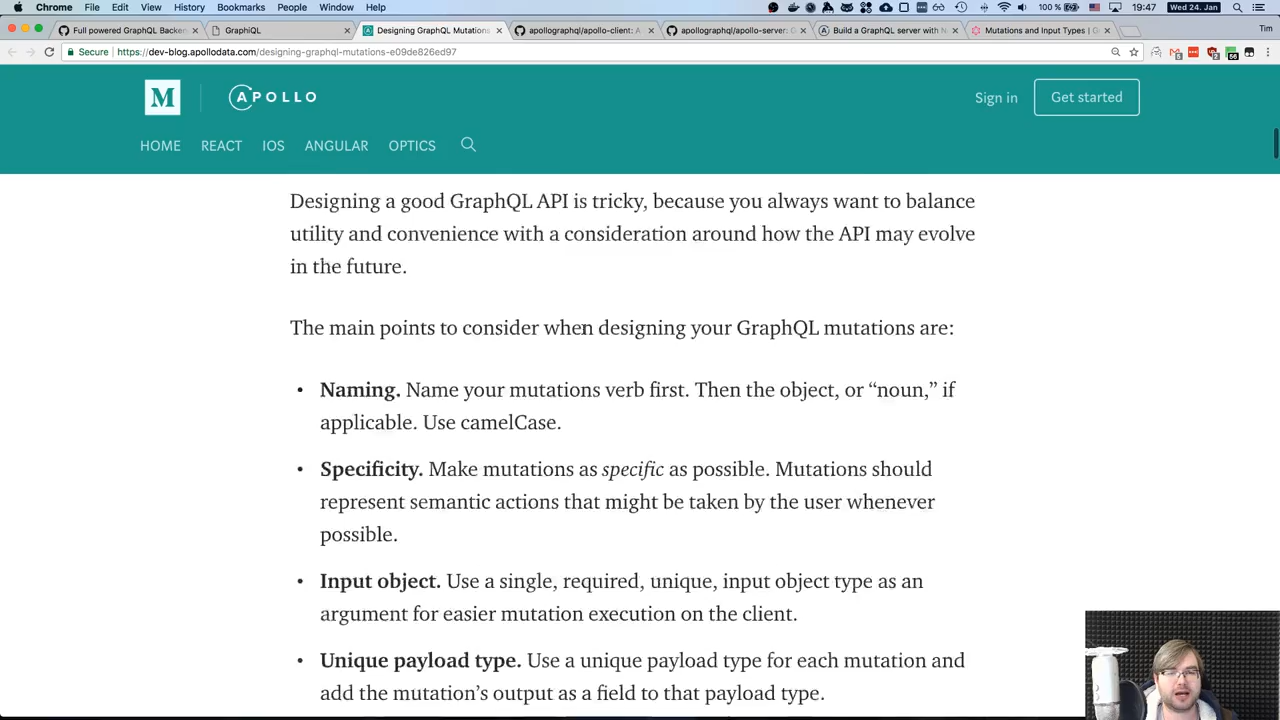 Chrome File Edit View History Bookmarks People Window Help 100 % Wed 24. Jan 19:47
Full powered GraphQL Backen GraphiQL Designing GraphQL Mutations apollographql/apollo-client: A apollographql/apollo-server: G Build a GraphQL server with N Mutations and Input Types | G Tim
Secure https://dev-blog.apollodata.com/designing-graphql-mutations-e09de826ed97
M APOLLO Sign in Get started
HOME REACT IOS ANGULAR OPTICS
Designing a good GraphQL API is tricky, because you always want to balance
utility and convenience with a consideration around how the API may evolve
in the future.
The main points to consider when designing your GraphQL mutations are:
• Naming. Name your mutations verb first. Then the object, or “noun,” if
applicable. Use camelCase.
• Specificity. Make mutations as specific as possible. Mutations should
represent semantic actions that might be taken by the user whenever
possible.
• Input object. Use a single, required, unique, input object type as an
argument for easier mutation execution on the client.
• Unique payload type. Use a unique payload type for each mutation and
add the mutation’s output as a field to that payload type.